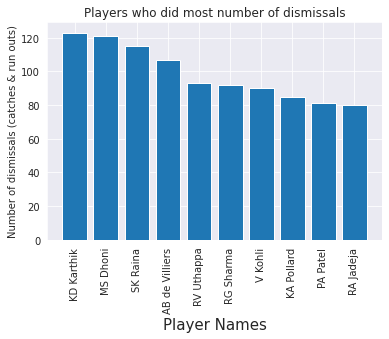 Players who did most number of dismissals
Number of dismissals (catches & run outs)
120
100
80
60
40
20
0
KD Karthik
MS Dhoni
SK Raina
AB de Villiers
RV Uthappa
RG Sharma
V Kohli
KA Pollard
PA Patel
RA Jadeja
Player Names